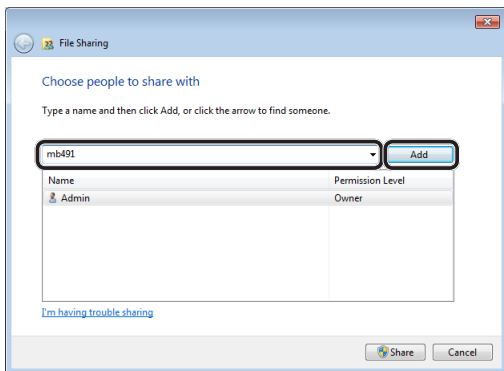 File Sharing
Choose people to share with
Type a name and then click Add, or click the arrow to find someone.
mb491
Add
Name Permission Level
Admin Owner
I'm having trouble sharing
Share Cancel